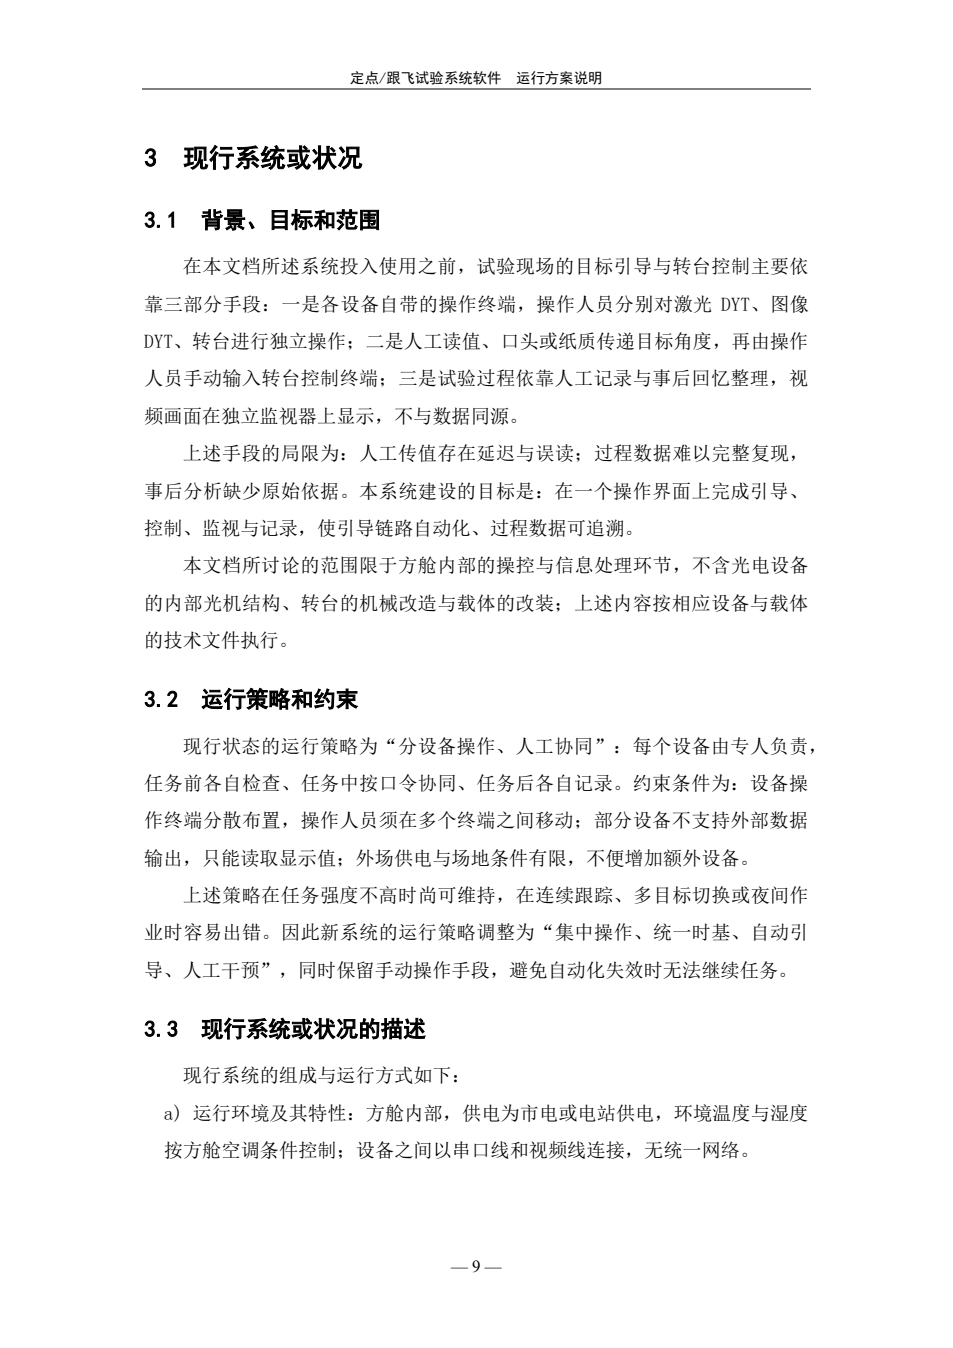 定点/跟飞试验系统软件　运行方案说明
3　现行系统或状况
3.1　背景、目标和范围
在本文档所述系统投入使用之前，试验现场的目标引导与转台控制主要依
靠三部分手段：一是各设备自带的操作终端，操作人员分别对激光 DYT、图像
DYT、转台进行独立操作；二是人工读值、口头或纸质传递目标角度，再由操作
人员手动输入转台控制终端；三是试验过程依靠人工记录与事后回忆整理，视
频画面在独立监视器上显示，不与数据同源。
上述手段的局限为：人工传值存在延迟与误读；过程数据难以完整复现，
事后分析缺少原始依据。本系统建设的目标是：在一个操作界面上完成引导、
控制、监视与记录，使引导链路自动化、过程数据可追溯。
本文档所讨论的范围限于方舱内部的操控与信息处理环节，不含光电设备
的内部光机结构、转台的机械改造与载体的改装；上述内容按相应设备与载体
的技术文件执行。
3.2　运行策略和约束
现行状态的运行策略为“分设备操作、人工协同”：每个设备由专人负责，
任务前各自检查、任务中按口令协同、任务后各自记录。约束条件为：设备操
作终端分散布置，操作人员须在多个终端之间移动；部分设备不支持外部数据
输出，只能读取显示值；外场供电与场地条件有限，不便增加额外设备。
上述策略在任务强度不高时尚可维持，在连续跟踪、多目标切换或夜间作
业时容易出错。因此新系统的运行策略调整为“集中操作、统一时基、自动引
导、人工干预”，同时保留手动操作手段，避免自动化失效时无法继续任务。
3.3　现行系统或状况的描述
现行系统的组成与运行方式如下：
a) 运行环境及其特性：方舱内部，供电为市电或电站供电，环境温度与湿度
按方舱空调条件控制；设备之间以串口线和视频线连接，无统一网络。
— 9 —